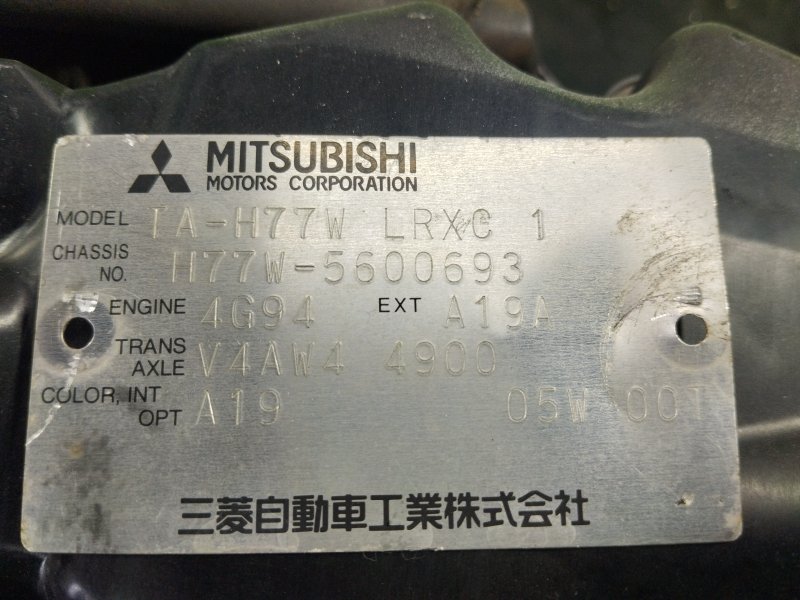 MITSUBISHI
MOTORS CORPORATION
MODEL TA-H77W LRXC 1
CHASSIS NO. H77W-5600693
ENGINE 4G94 EXT A19A
TRANS AXLE V4AW4 4900
COLOR, INT OPT A19 05W 00T
三菱自動車工業株式会社